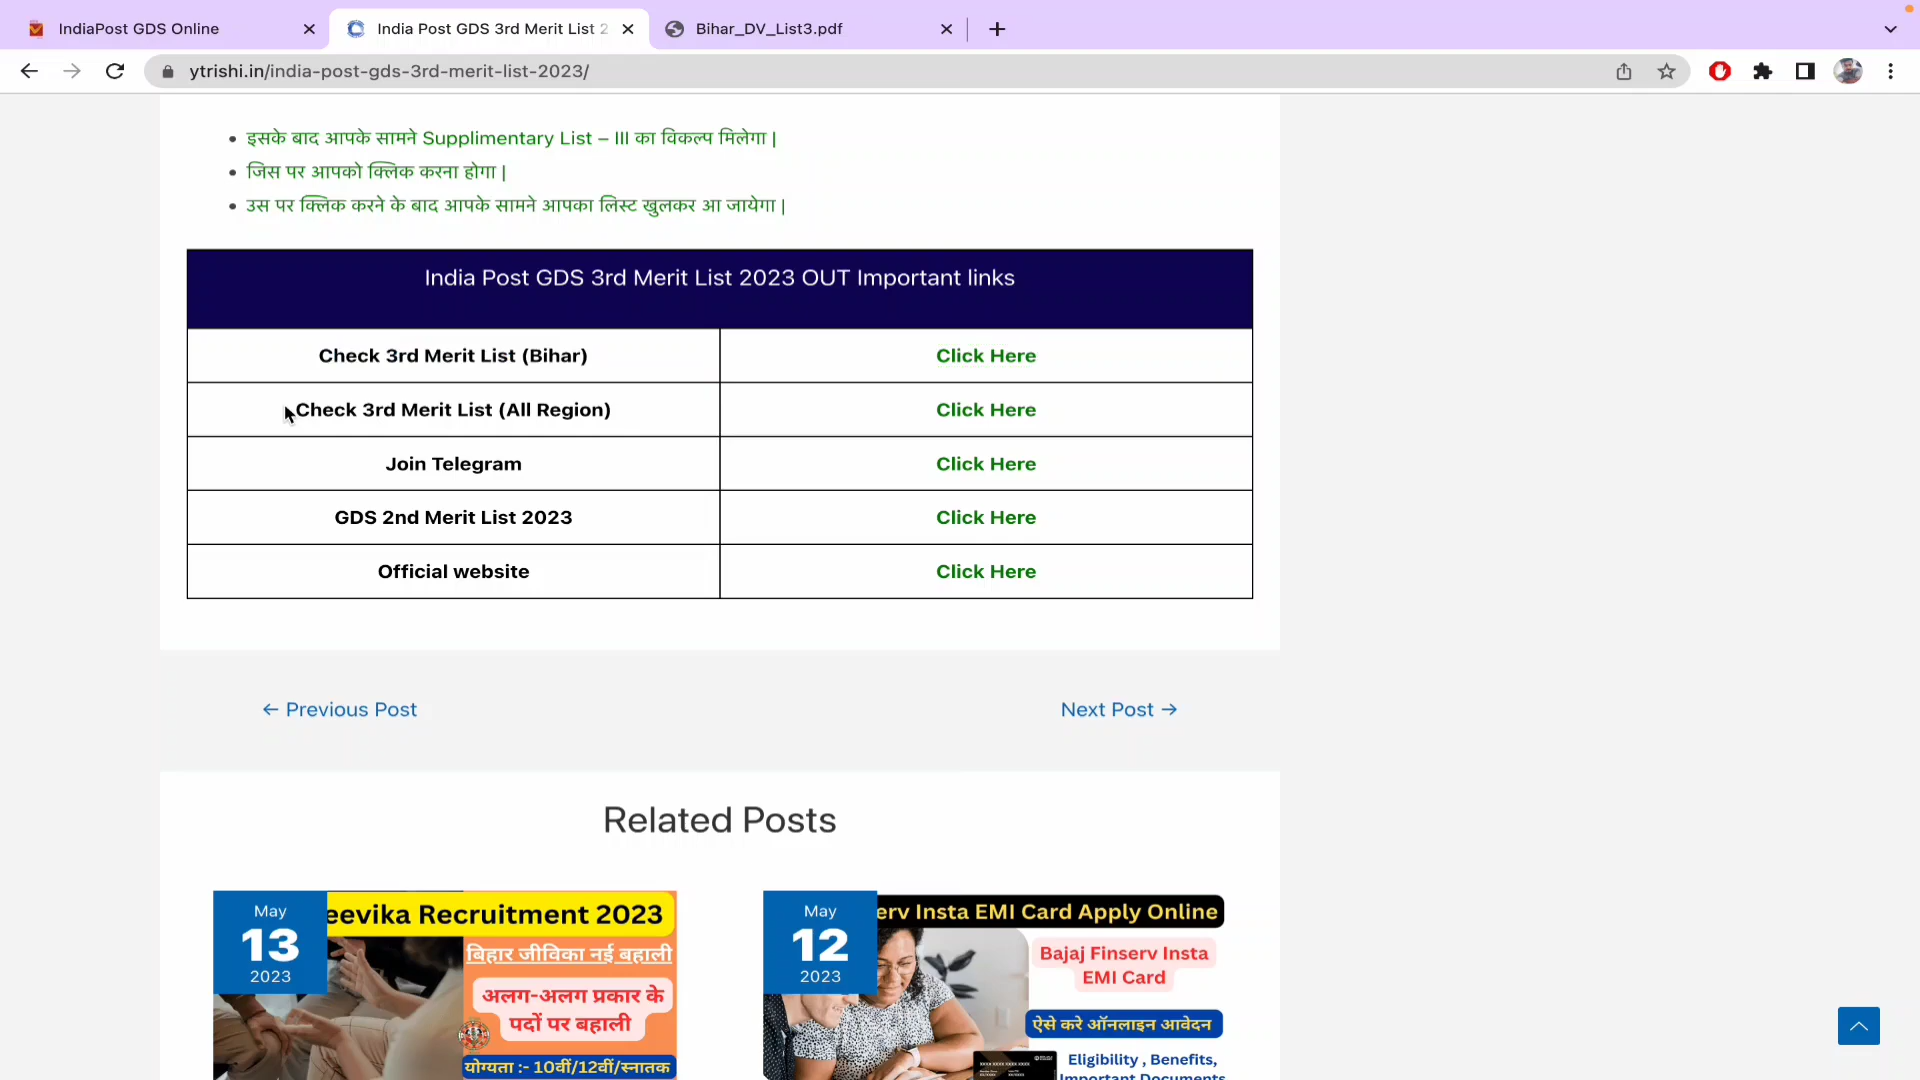 IndiaPost GDS Online
India Post GDS 3rd Merit List 2
Bihar_DV_List3.pdf
ytrishi.in/india-post-gds-3rd-merit-list-2023/
इसके बाद आपके सामने Supplimentary List – III का विकल्प मिलेगा |
जिस पर आपको क्लिक करना होगा |
उस पर क्लिक करने के बाद आपके सामने आपका लिस्ट खुलकर आ जायेगा |
India Post GDS 3rd Merit List 2023 OUT Important links
Check 3rd Merit List (Bihar)
Click Here
Check 3rd Merit List (All Region)
Click Here
Join Telegram
Click Here
GDS 2nd Merit List 2023
Click Here
Official website
Click Here
← Previous Post
Next Post →
Related Posts
May
13
2023
eevika Recruitment 2023
बिहार जीविका नई बहाली
अलग-अलग प्रकार के
पदों पर बहाली
योग्यता :- 10वीं/12वीं/स्नातक
May
12
2023
erv Insta EMI Card Apply Online
Bajaj Finserv Insta
EMI Card
ऐसे करे ऑनलाइन आवेदन
Eligibility , Benefits,
Important Documents